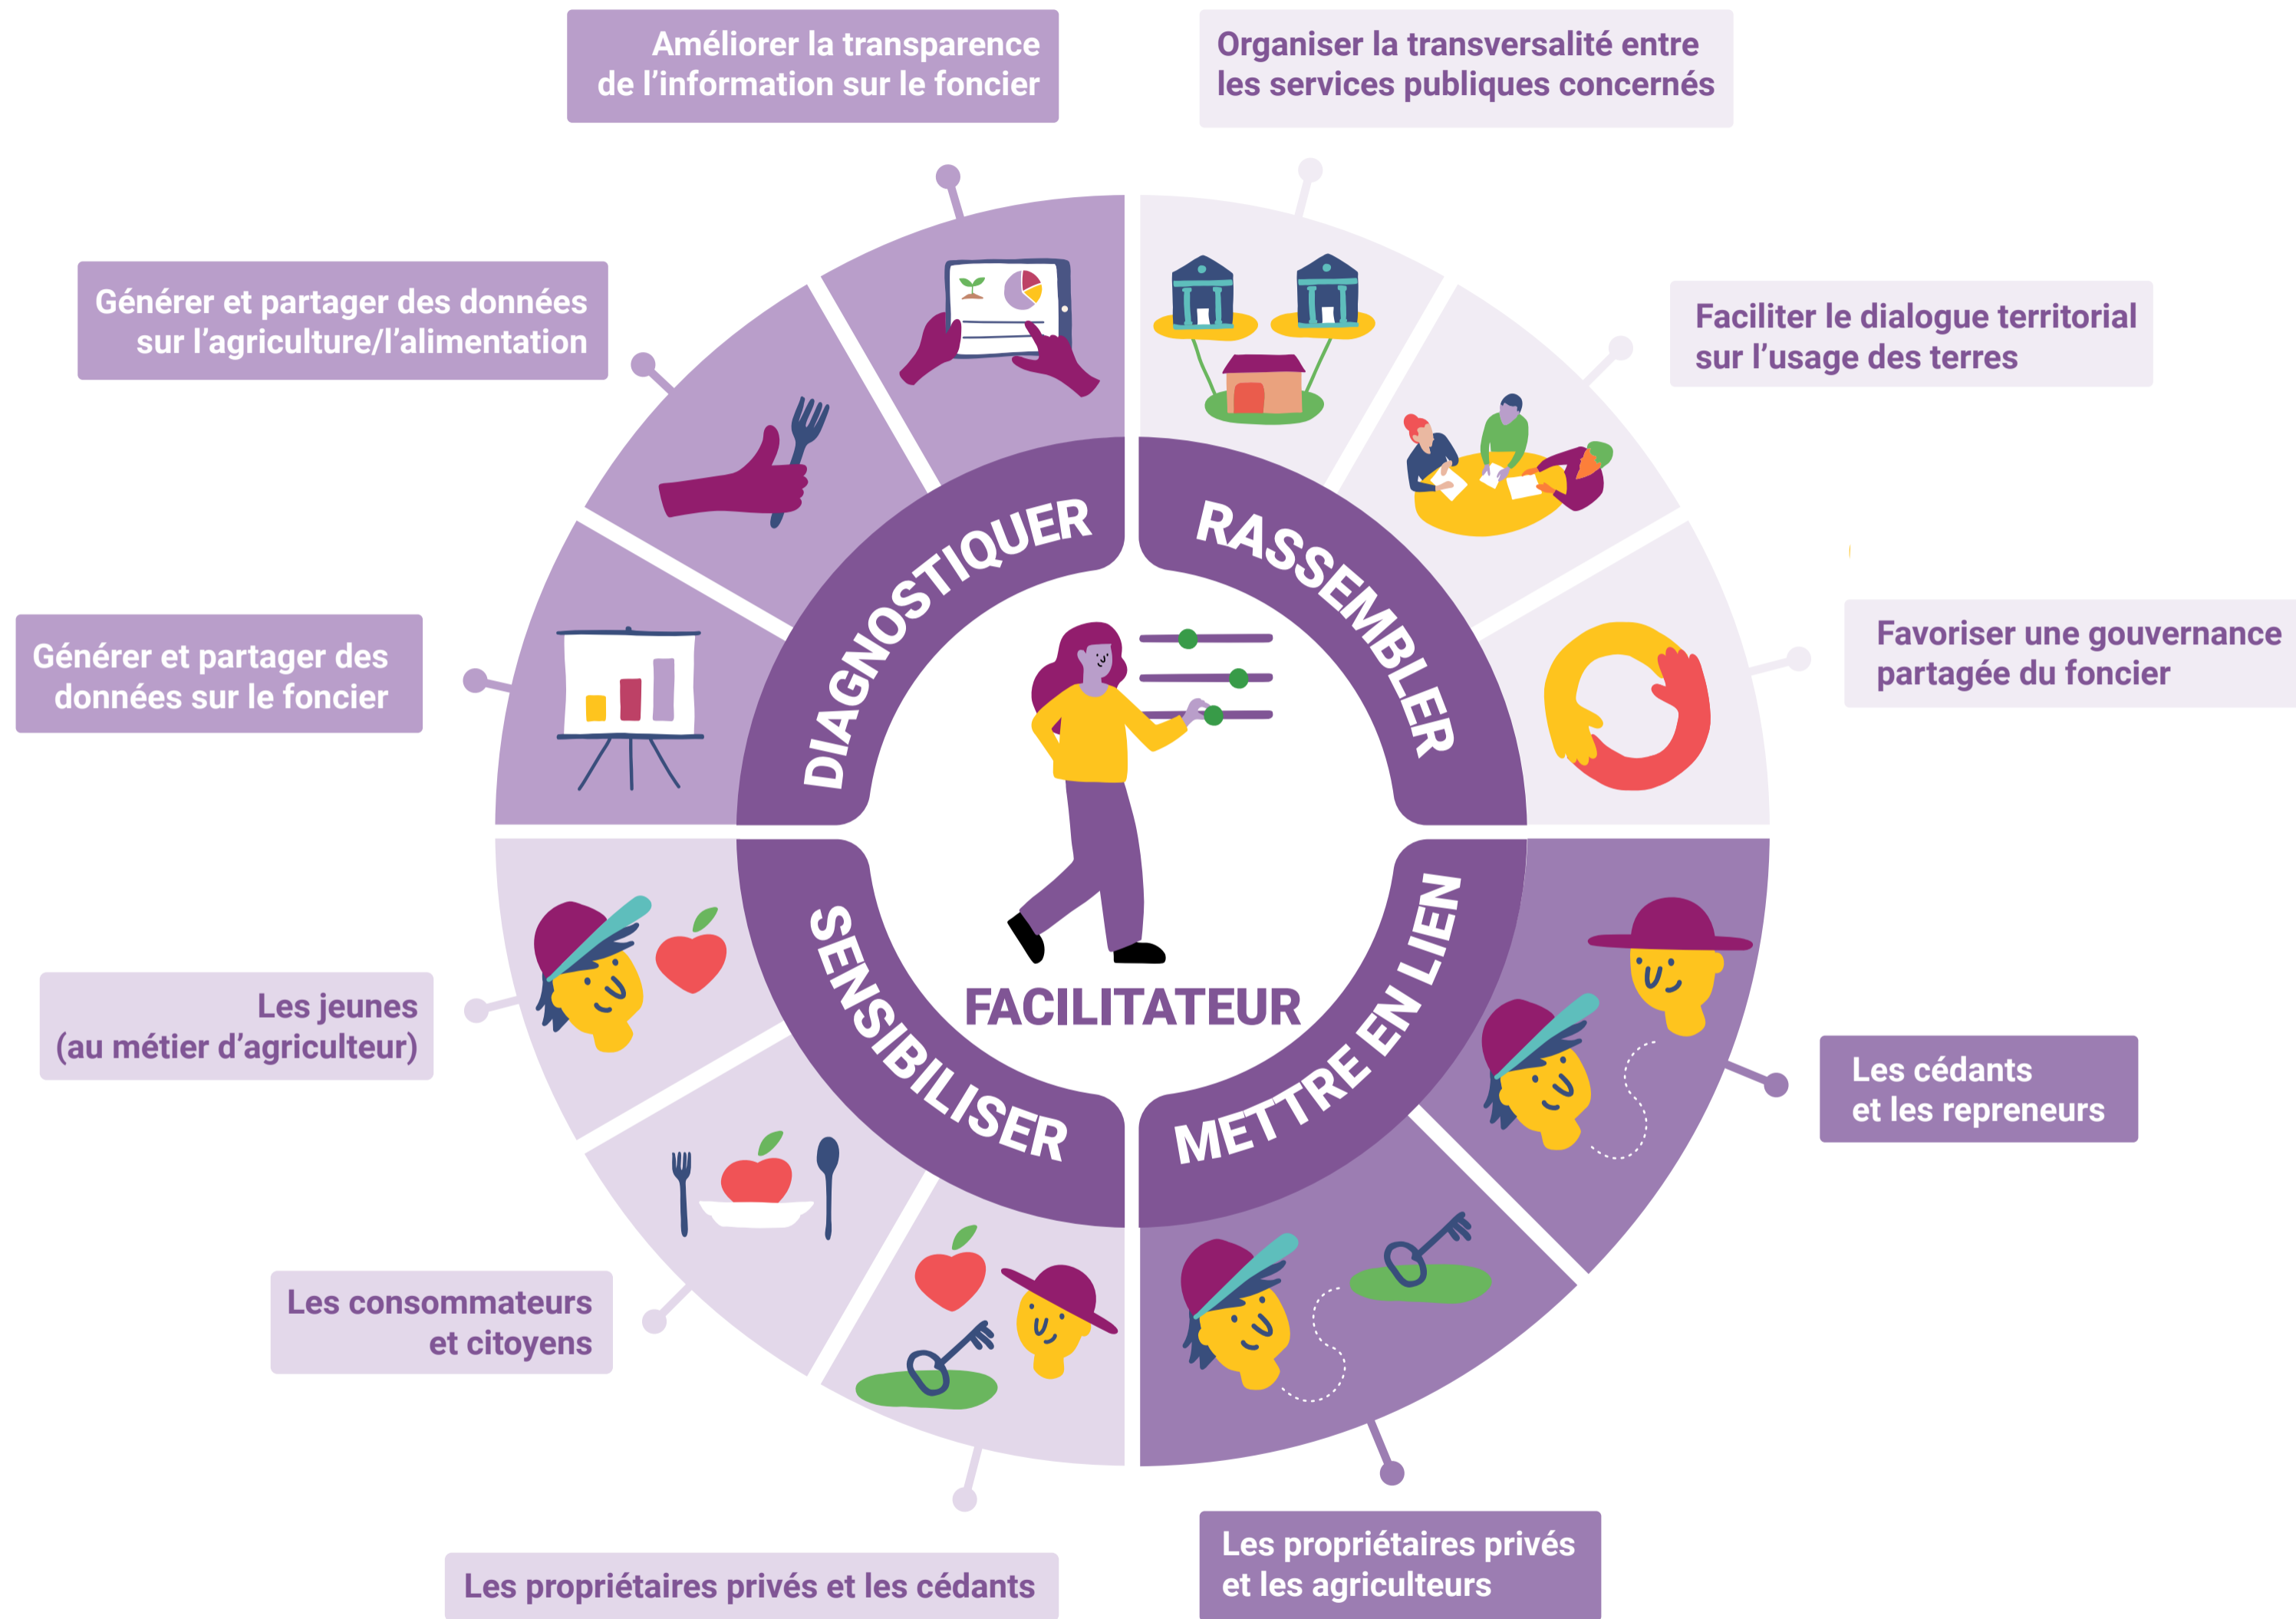 Améliorer la transparence
de l'information sur le foncier
Organiser la transversalité entre
les services publiques concernés
Générer et partager des données
sur l'agriculture/l'alimentation
Faciliter le dialogue territorial
sur l'usage des terres
Générer et partager des
données sur le foncier
Favoriser une gouvernance
partagée du foncier
DIAGNOSTIQUER
RASSEMBLER
SENSIBILISER
METTRE EN LIEN
FACILITATEUR
Les jeunes
(au métier d'agriculteur)
Les cédants
et les repreneurs
Les consommateurs
et citoyens
Les propriétaires privés et les cédants
Les propriétaires privés
et les agriculteurs